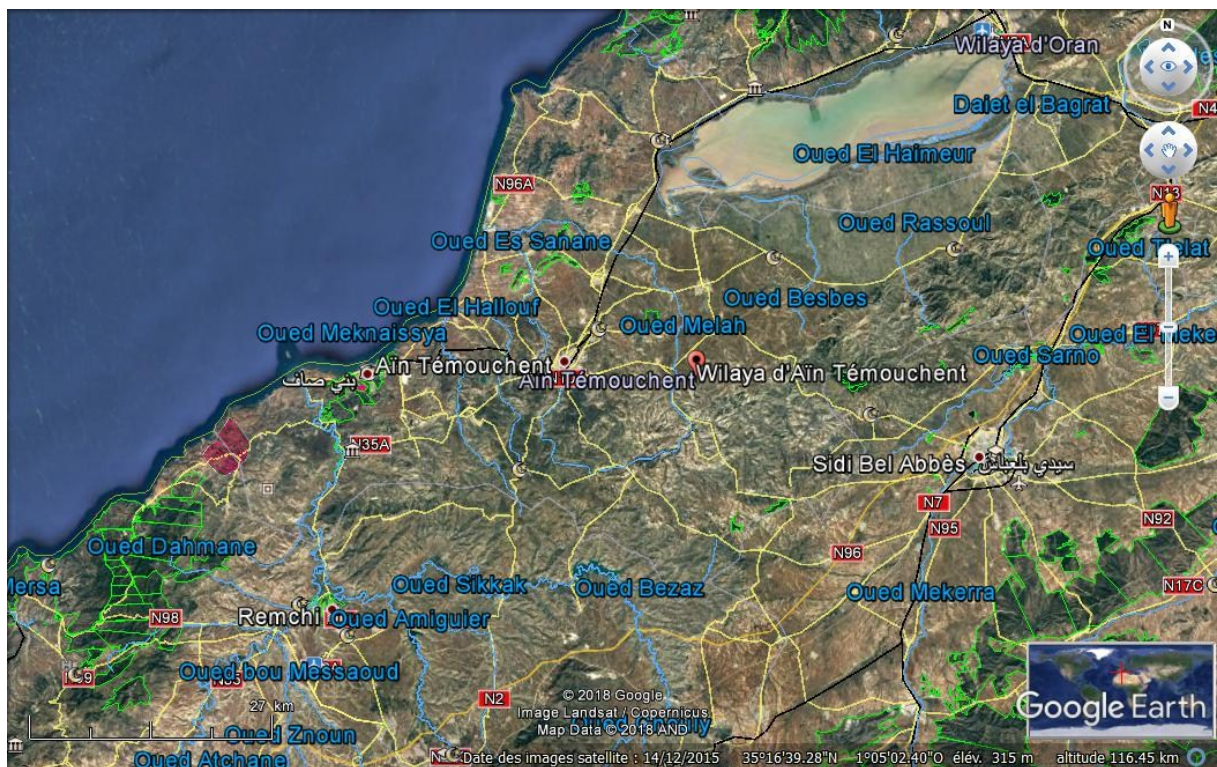 N
Wilaya d'Oran
Daiet el Bagrat
N4
Oued El Haimeur
N96A
N13
Oued Rassoul
Oued Es Sanane
Oued Tlelat
Oued Besbes
Oued El Hallouf
Oued Melah
Oued Meknaissya
Oued Sarno
Aïn Témouchent
بني صاف
Aïn Témouchent
Wilaya d'Aïn Témouchent
N35A
Sidi Bel Abbès
سيدي بلعباس
N7
N92
N95
Oued Dahmane
N96
Oued Sikkak
Oued Bezaz
Mersa
Oued Mekerra
N17C
Remchi
Oued Amiguier
N98
Oued bou Messaoud
N2
27 km
© 2018 Google
Image Landsat / Copernicus
Map Data © 2018 AND
Google Earth
Oued Znoun
Oued Atchane
Date des images satellite : 14/12/2015 35°16'39.28"N 1°05'02.40"O élév. 315 m altitude 116.45 km